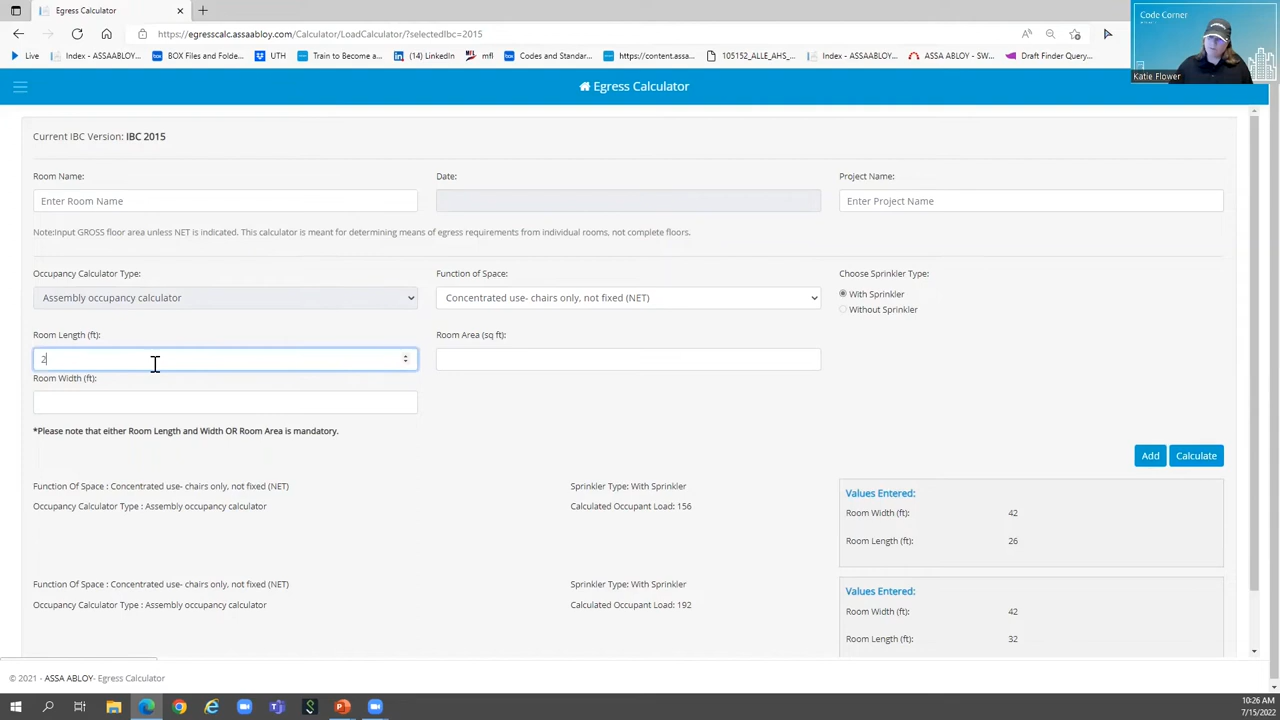 Egress Calculator
https://egresscalc.assaabloy.com/Calculator/LoadCalculator/?selectedIbc=2015
Live
Index - ASSAABLOY...
BOX Files and Folde...
UTH
Train to Become a...
(1) LinkedIn
mfl
Codes and Standar...
https://content.assa...
105152_ALLE_AHS_...
Index - ASSAABLOY...
ASSA ABLOY - SW...
Draft Finder Query...
Code Corner
Katie Flower
Egress Calculator
Current IBC Version: IBC 2015
Room Name:
Date:
Project Name:
Enter Room Name
Enter Project Name
Note:Input GROSS floor area unless NET is indicated. This calculator is meant for determining means of egress requirements from individual rooms, not complete floors.
Occupancy Calculator Type:
Function of Space:
Choose Sprinkler Type:
Assembly occupancy calculator
Concentrated use- chairs only, not fixed (NET)
With Sprinkler
Without Sprinkler
Room Length (ft):
Room Area (sq ft):
2
Room Width (ft):
*Please note that either Room Length and Width OR Room Area is mandatory.
Add
Calculate
Function Of Space : Concentrated use- chairs only, not fixed (NET)
Sprinkler Type: With Sprinkler
Occupancy Calculator Type : Assembly occupancy calculator
Calculated Occupant Load: 156
Values Entered:
Room Width (ft): 42
Room Length (ft): 26
Function Of Space : Concentrated use- chairs only, not fixed (NET)
Sprinkler Type: With Sprinkler
Occupancy Calculator Type : Assembly occupancy calculator
Calculated Occupant Load: 192
Values Entered:
Room Width (ft): 42
Room Length (ft): 32
© 2021 - ASSA ABLOY- Egress Calculator
10:26 AM
7/15/2022